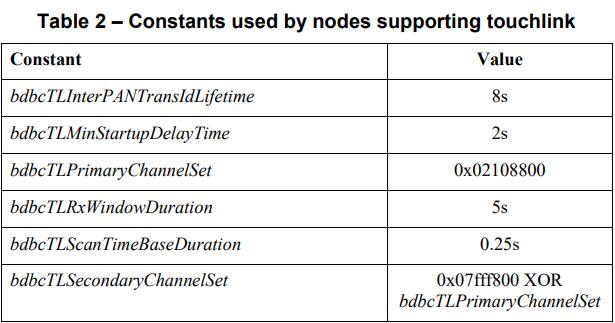 Table 2 – Constants used by nodes supporting touchlink
Constant Value
bdbcTLInterPANTransIdLifetime 8s
bdbcTLMinStartupDelayTime 2s
bdbcTLPrimaryChannelSet 0x02108800
bdbcTLRxWindowDuration 5s
bdbcTLScanTimeBaseDuration 0.25s
bdbcTLSecondaryChannelSet 0x07fff800 XOR
bdbcTLPrimaryChannelSet